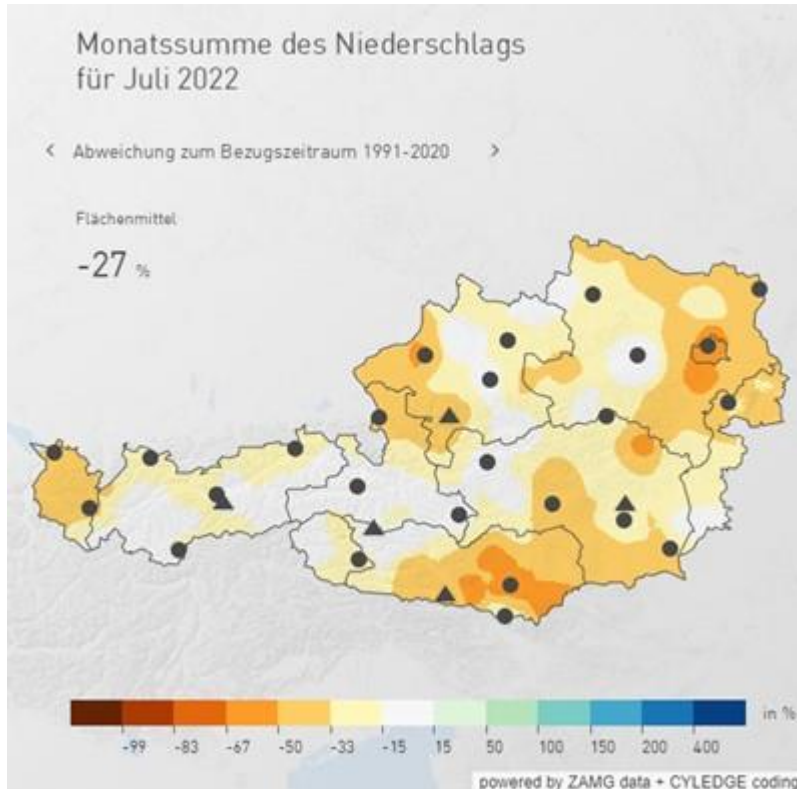 Monatssumme des Niederschlags
für Juli 2022
< Abweichung zum Bezugszeitraum 1991-2020 >
Flächenmittel
-27 %
in %
-99 -83 -67 -50 -33 -15 15 50 100 150 200 400
powered by ZAMG data + CYLEDGE coding